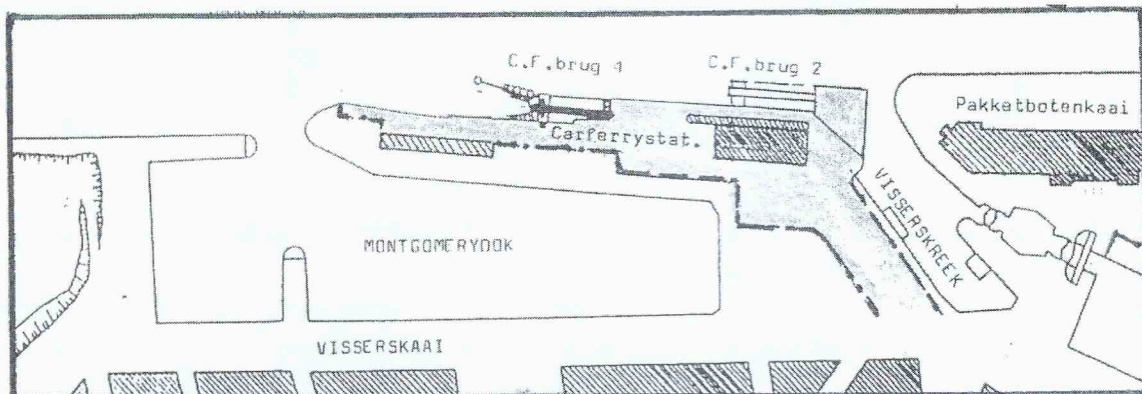 C.F.brug 1
C.F.brug 2
Pakketbotenkaai
Carferrystat.
VISSERSKREEK
MONTGOMERYDOK
VISSERSKAAI